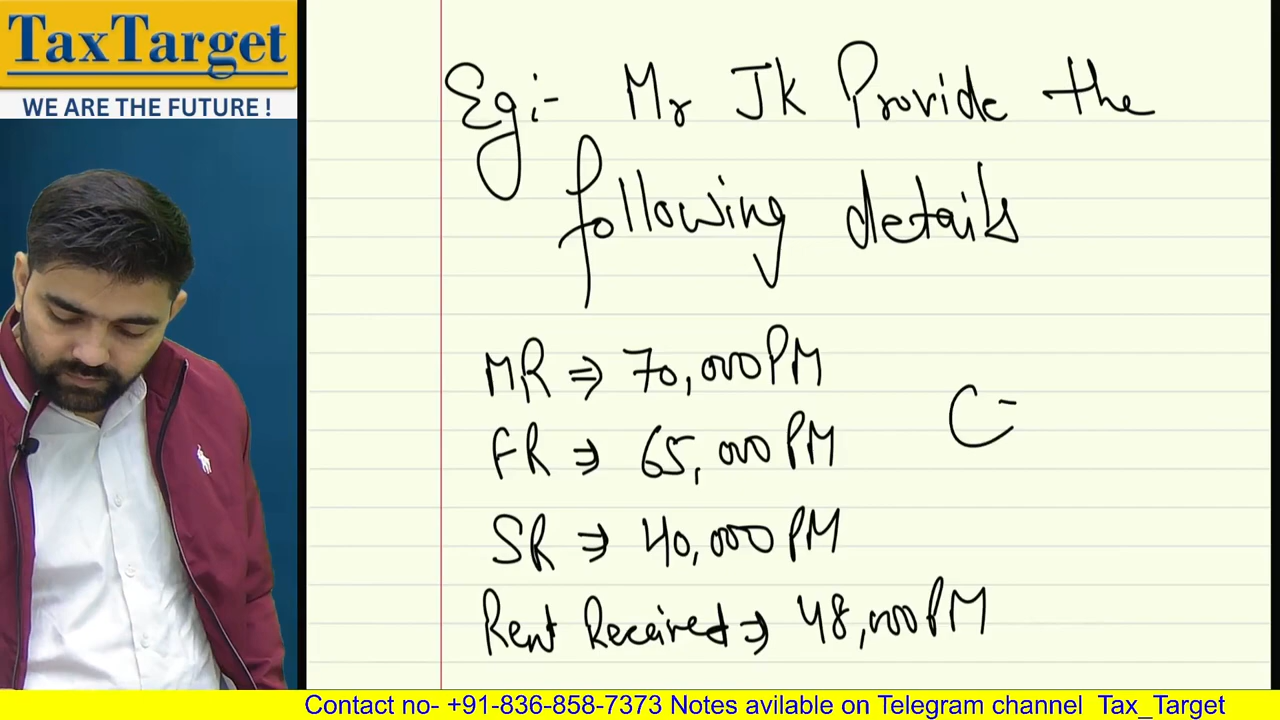 TaxTarget
WE ARE THE FUTURE !
Eg:- Mr Jk Provide the
following details
MR ⇒ 70,000 PM
FR ⇒ 65,000 PM
SR ⇒ 40,000 PM
Rent Received ⇒ 48,000 PM
C-
Contact no- +91-836-858-7373 Notes avilable on Telegram channel Tax_Target